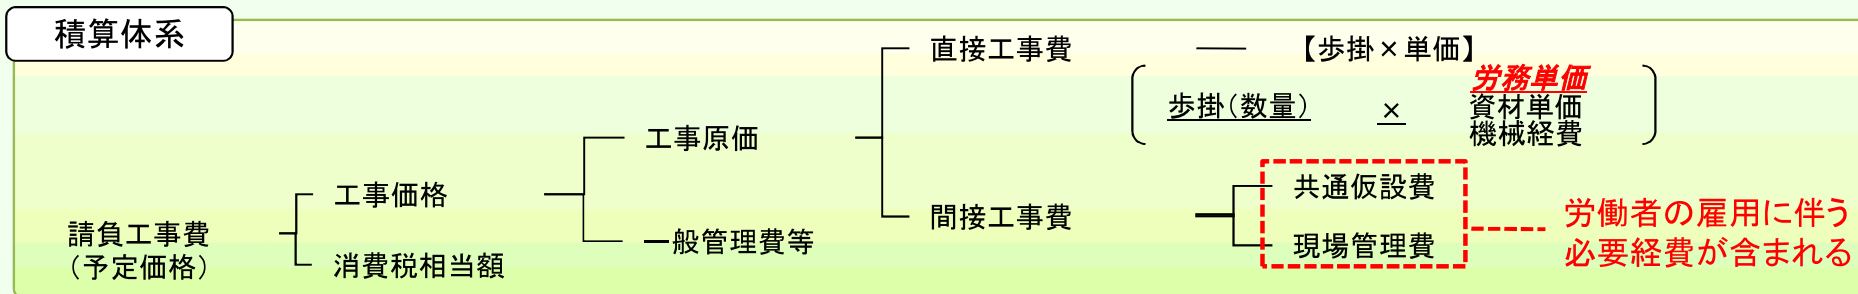 積算体系
直接工事費 【歩掛×単価】
歩掛(数量) × 労務単価
資材単価
機械経費
工事原価
共通仮設費
工事価格
間接工事費
労働者の雇用に伴う
必要経費が含まれる
請負工事費
(予定価格)
一般管理費等
現場管理費
消費税相当額